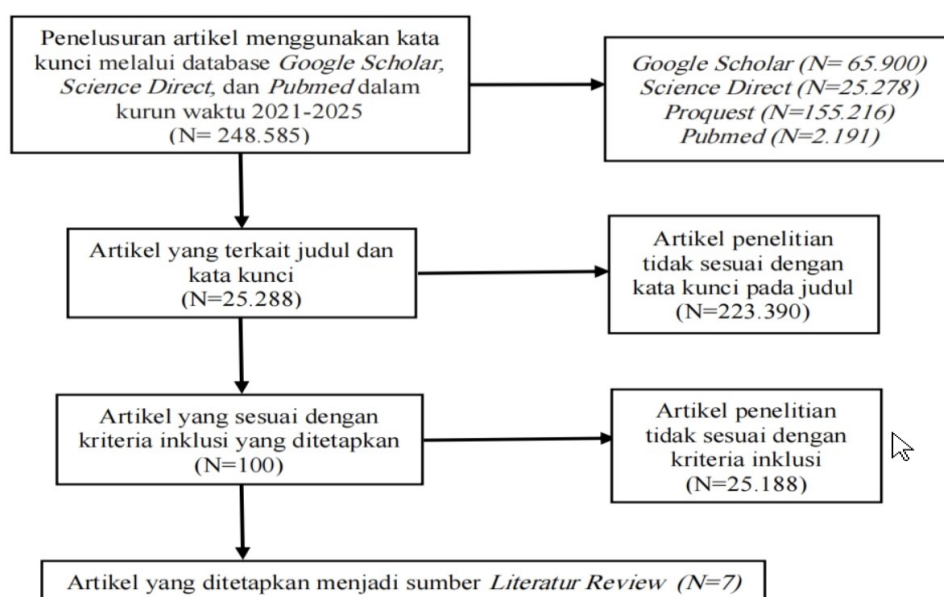 Penelusuran artikel menggunakan kata
kunci melalui database Google Scholar,
Science Direct, dan Pubmed dalam
kurun waktu 2021-2025
(N= 248.585)
Google Scholar (N= 65.900)
Science Direct (N=25.278)
Proquest (N=155.216)
Pubmed (N=2.191)
Artikel yang terkait judul dan
kata kunci
(N=25.288)
Artikel penelitian
tidak sesuai dengan
kata kunci pada judul
(N=223.390)
Artikel yang sesuai dengan
kriteria inklusi yang ditetapkan
(N=100)
Artikel penelitian
tidak sesuai dengan
kriteria inklusi
(N=25.188)
Artikel yang ditetapkan menjadi sumber Literatur Review (N=7)